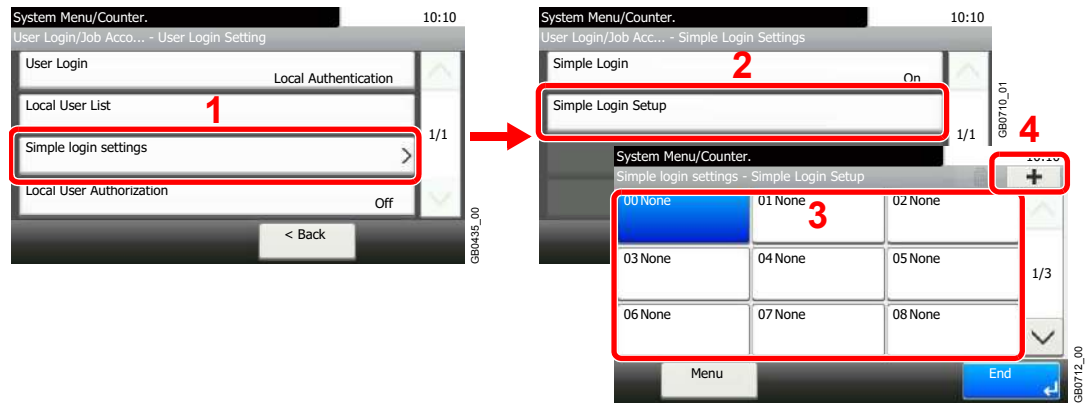 System Menu/Counter. 10:10
User Login/Job Acco... - User Login Setting
User Login
Local Authentication
Local User List
1
1/1
Simple login settings
Local User Authorization
Off
< Back
GB0435_00
System Menu/Counter. 10:10
User Login/Job Acc... - Simple Login Settings
Simple Login
On
2
Simple Login Setup
1/1
GB0710_01
4
System Menu/Counter. 10:10
Simple login settings - Simple Login Setup
+
00 None 01 None 02 None
3
03 None 04 None 05 None
1/3
06 None 07 None 08 None
Menu End
GB0712_00